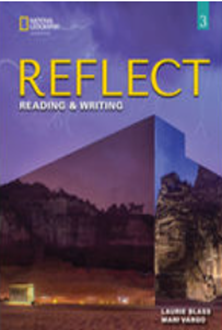 NATIONAL
GEOGRAPHIC
3
REFLECT
READING & WRITING
LAURIE BLASS
MARI VARGO